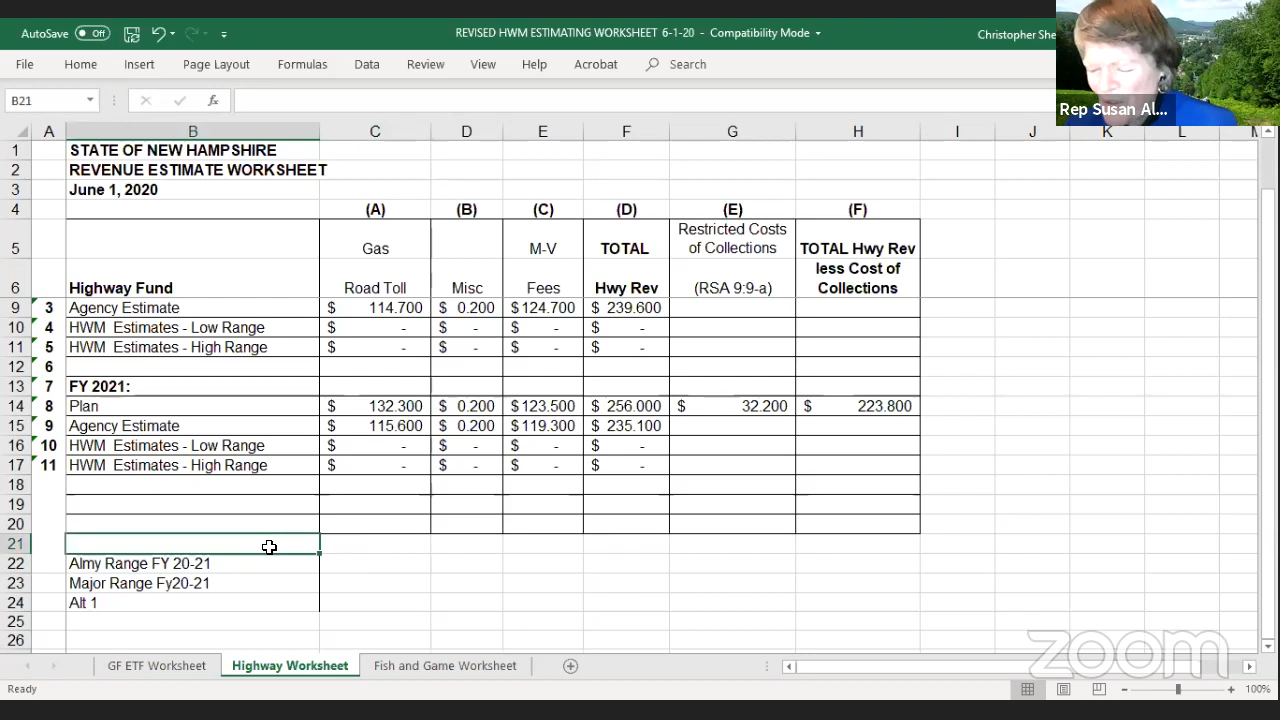 AutoSave Off REVISED HWM ESTIMATING WORKSHEET 6-1-20 - Compatibility Mode Christopher She
File Home Insert Page Layout Formulas Data Review View Help Acrobat Search
B21 fx
Rep Susan Al...
A B C D E F G H I J K L M
1 STATE OF NEW HAMPSHIRE
2 REVENUE ESTIMATE WORKSHEET
3 June 1, 2020
4 (A) (B) (C) (D) (E) (F)
Restricted Costs
5 Gas M-V TOTAL of Collections TOTAL Hwy Rev
less Cost of
6 Highway Fund Road Toll Misc Fees Hwy Rev (RSA 9:9-a) Collections
9 3 Agency Estimate $ 114.700 $ 0.200 $124.700 $ 239.600
10 4 HWM Estimates - Low Range $ - $ - $ - $ -
11 5 HWM Estimates - High Range $ - $ - $ - $ -
12 6
13 7 FY 2021:
14 8 Plan $ 132.300 $ 0.200 $123.500 $ 256.000 $ 32.200 $ 223.800
15 9 Agency Estimate $ 115.600 $ 0.200 $119.300 $ 235.100
16 10 HWM Estimates - Low Range $ - $ - $ - $ -
17 11 HWM Estimates - High Range $ - $ - $ - $ -
18
19
20
21
22 Almy Range FY 20-21
23 Major Range Fy20-21
24 Alt 1
25
26
zoom
GF ETF Worksheet Highway Worksheet Fish and Game Worksheet
Ready 100%